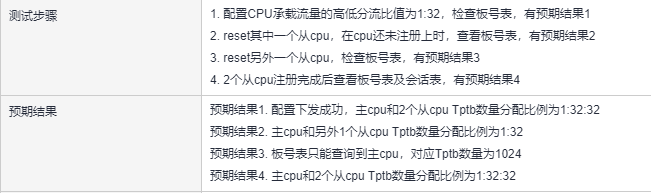 测试步骤
1. 配置CPU承载流量的高低分流比值为1:32，检查板号表，有预期结果1
2. reset其中一个从cpu，在cpu还未注册上时，查看板号表，有预期结果2
3. reset另外一个从cpu，检查板号表，有预期结果3
4. 2个从cpu注册完成后查看板号表及会话表，有预期结果4
预期结果
预期结果1. 配置下发成功，主cpu和2个从cpu Tptb数量分配比例为1:32:32
预期结果2. 主cpu和另外1个从cpu Tptb数量分配比例为1:32
预期结果3. 板号表只能查询到主cpu，对应Tptb数量为1024
预期结果4. 主cpu和2个从cpu Tptb数量分配比例为1:32:32